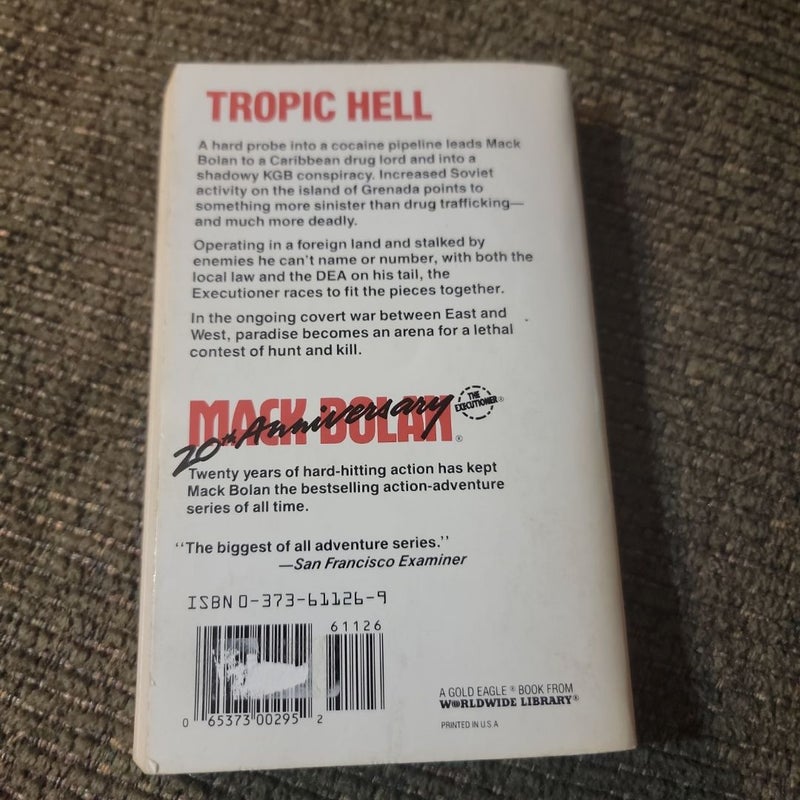 TROPIC HELL
A hard probe into a cocaine pipeline leads Mack
Bolan to a Caribbean drug lord and into a
shadowy KGB conspiracy. Increased Soviet
activity on the island of Grenada points to
something more sinister than drug trafficking—
and much more deadly.
Operating in a foreign land and stalked by
enemies he can't name or number, with both the
local law and the DEA on his tail, the
Executioner races to fit the pieces together.
In the ongoing covert war between East and
West, paradise becomes an arena for a lethal
contest of hunt and kill.
MACK BOLAN®
THE
EXECUTIONER®
20th Anniversary
Twenty years of hard-hitting action has kept
Mack Bolan the bestselling action-adventure
series of all time.
‘‘The biggest of all adventure series.’’
—San Francisco Examiner
ISBN 0-373-61126-9
61126
0 65373 00295 2
A GOLD EAGLE® BOOK FROM
WORLDWIDE LIBRARY®
PRINTED IN U.S.A